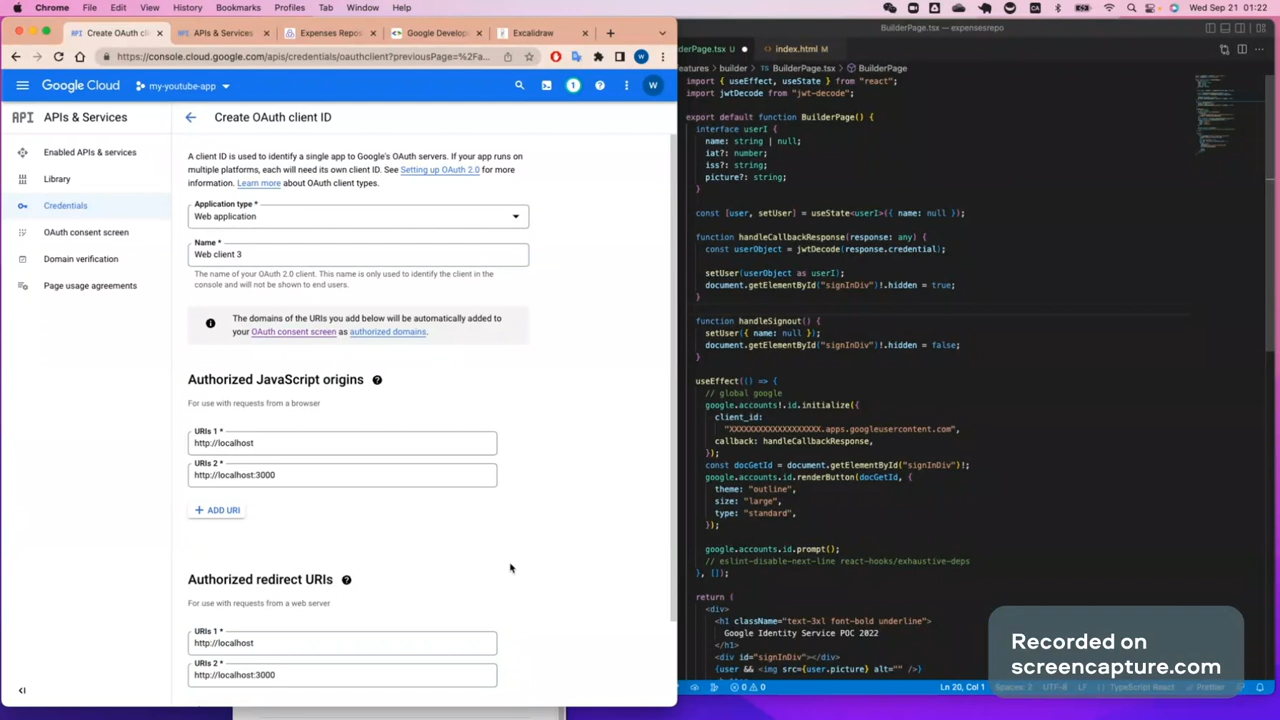 Chrome File Edit View History Bookmarks Profiles Tab Window Help
Wed Sep 21 01:22
Create OAuth cli
APIs & Services
Expenses Repos
Google Develop
Excalidraw
https://console.cloud.google.com/apis/credentials/oauthclient?previousPage=%2Fa...
Google Cloud
my-youtube-app
1
W
API APIs & Services
Enabled APIs & services
Library
Credentials
OAuth consent screen
Domain verification
Page usage agreements
Create OAuth client ID
A client ID is used to identify a single app to Google's OAuth servers. If your app runs on
multiple platforms, each will need its own client ID. See Setting up OAuth 2.0 for more
information. Learn more about OAuth client types.
Application type *
Web application
Name *
Web client 3
The name of your OAuth 2.0 client. This name is only used to identify the client in the
console and will not be shown to end users.
The domains of the URIs you add below will be automatically added to
your OAuth consent screen as authorized domains.
Authorized JavaScript origins
For use with requests from a browser
URIs 1 *
http://localhost
URIs 2 *
http://localhost:3000
+ ADD URI
Authorized redirect URIs
For use with requests from a web server
URIs 1 *
http://localhost
URIs 2 *
http://localhost:3000
BuilderPage.tsx — expensesrepo
derPage.tsx U
index.html M
eatures > builder > BuilderPage.tsx > BuilderPage
import { useEffect, useState } from "react";
import jwtDecode from "jwt-decode";
export default function BuilderPage() {
interface userI {
name: string | null;
iat?: number;
iss?: string;
picture?: string;
}
const [user, setUser] = useState<userI>({ name: null });
function handleCallbackResponse(response: any) {
const userObject = jwtDecode(response.credential);
setUser(userObject as userI);
document.getElementById("signInDiv")!.hidden = true;
}
function handleSignout() {
setUser({ name: null });
document.getElementById("signInDiv")!.hidden = false;
}
useEffect(() => {
// global google
google.accounts!.id.initialize({
client_id:
"XXXXXXXXXXXXXXXXXX.apps.googleusercontent.com",
callback: handleCallbackResponse,
});
const docGetId = document.getElementById("signInDiv")!;
google.accounts.id.renderButton(docGetId, {
theme: "outline",
size: "large",
type: "standard",
});
google.accounts.id.prompt();
// eslint-disable-next-line react-hooks/exhaustive-deps
}, []);
return (
<div>
<h1 className="text-3xl font-bold underline">
Google Identity Service POC 2022
</h1>
<div id="signInDiv"></div>
{user && <img src={user.picture} alt="" />}
Recorded on
screencapture.com
0 0
Ln 20, Col 1 Spaces: 2 UTF-8 LF TypeScript React Prettier